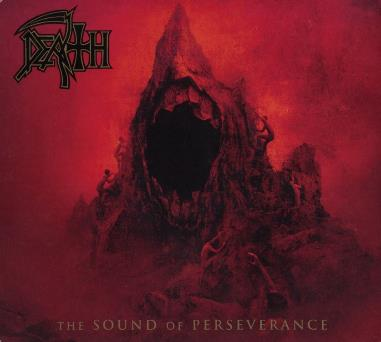 DEATH
THE SOUND OF PERSEVERANCE